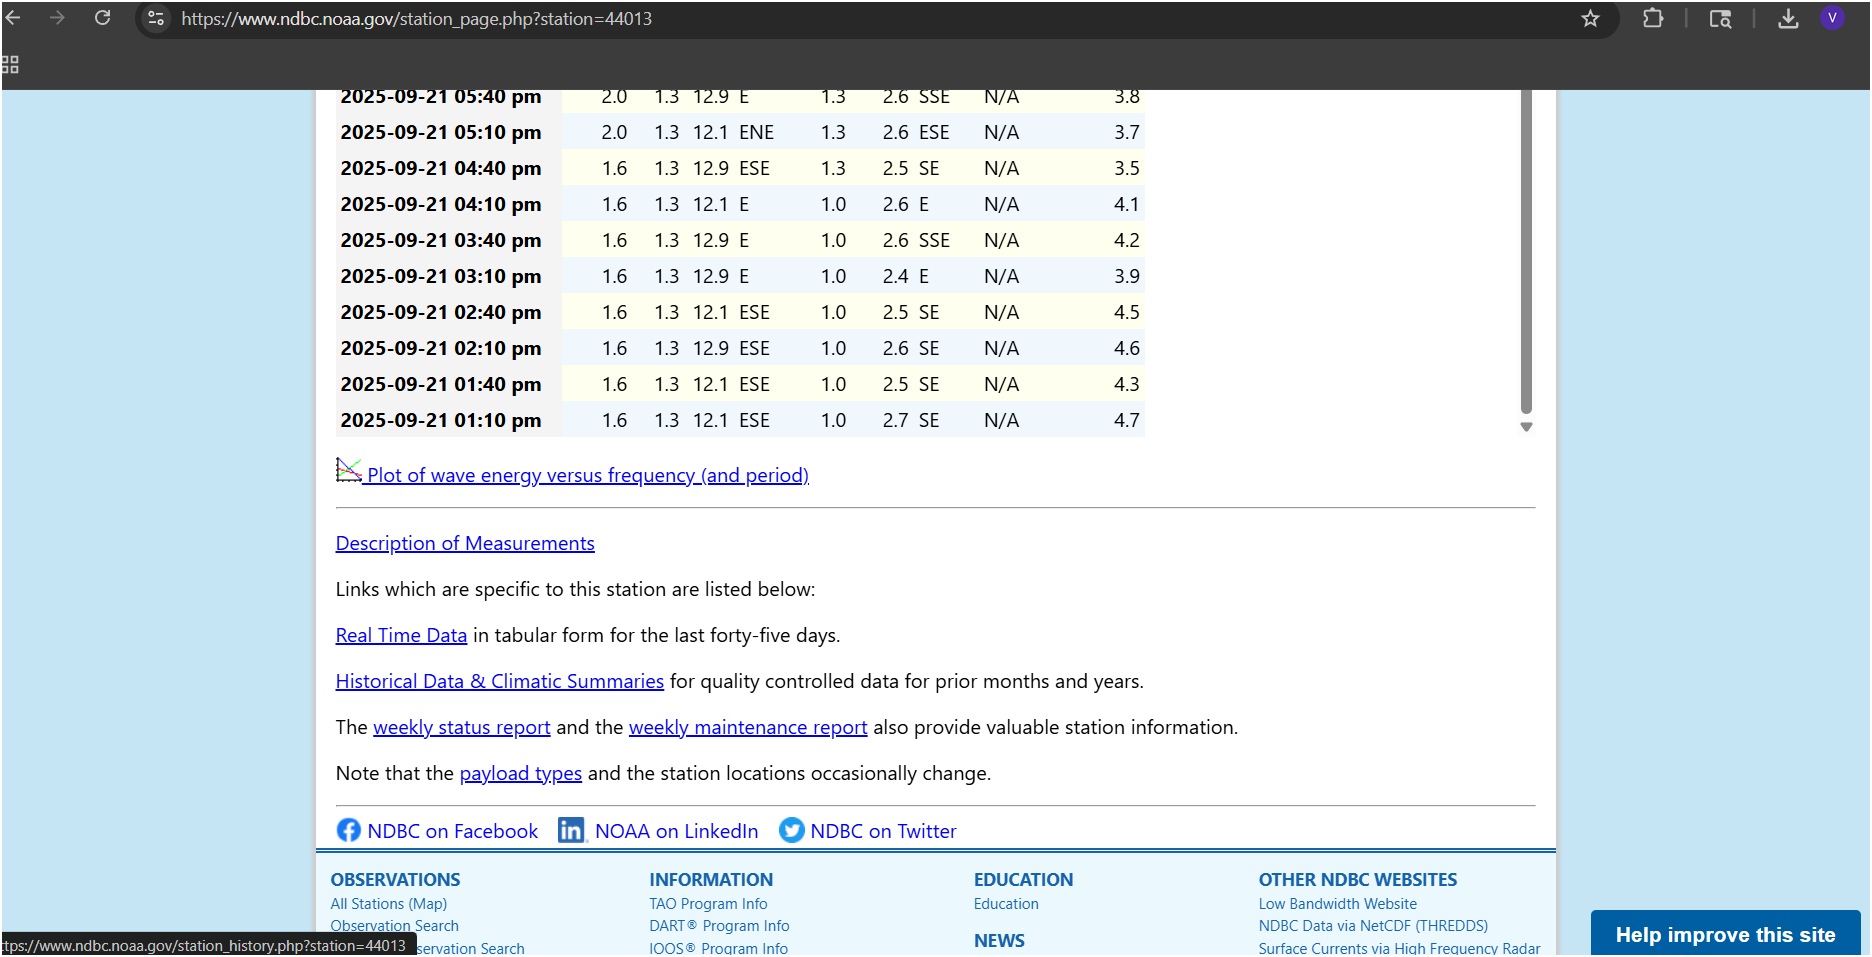 https://www.ndbc.noaa.gov/station_page.php?station=44013
V
2025-09-21 05:40 pm 2.0 1.3 12.9 E 1.3 2.6 SSE N/A 3.8
2025-09-21 05:10 pm 2.0 1.3 12.1 ENE 1.3 2.6 ESE N/A 3.7
2025-09-21 04:40 pm 1.6 1.3 12.9 ESE 1.3 2.5 SE N/A 3.5
2025-09-21 04:10 pm 1.6 1.3 12.1 E 1.0 2.6 E N/A 4.1
2025-09-21 03:40 pm 1.6 1.3 12.9 E 1.0 2.6 SSE N/A 4.2
2025-09-21 03:10 pm 1.6 1.3 12.9 E 1.0 2.4 E N/A 3.9
2025-09-21 02:40 pm 1.6 1.3 12.1 ESE 1.0 2.5 SE N/A 4.5
2025-09-21 02:10 pm 1.6 1.3 12.9 ESE 1.0 2.6 SE N/A 4.6
2025-09-21 01:40 pm 1.6 1.3 12.1 ESE 1.0 2.5 SE N/A 4.3
2025-09-21 01:10 pm 1.6 1.3 12.1 ESE 1.0 2.7 SE N/A 4.7
Plot of wave energy versus frequency (and period)
Description of Measurements
Links which are specific to this station are listed below:
Real Time Data in tabular form for the last forty-five days.
Historical Data & Climatic Summaries for quality controlled data for prior months and years.
The weekly status report and the weekly maintenance report also provide valuable station information.
Note that the payload types and the station locations occasionally change.
NDBC on Facebook in NOAA on LinkedIn NDBC on Twitter
OBSERVATIONS
All Stations (Map)
Observation Search
servation Search
INFORMATION
TAO Program Info
DART® Program Info
IOOS® Program Info
EDUCATION
Education
NEWS
OTHER NDBC WEBSITES
Low Bandwidth Website
NDBC Data via NetCDF (THREDDS)
Surface Currents via High Frequency Radar
ttps://www.ndbc.noaa.gov/station_history.php?station=44013
Help improve this site